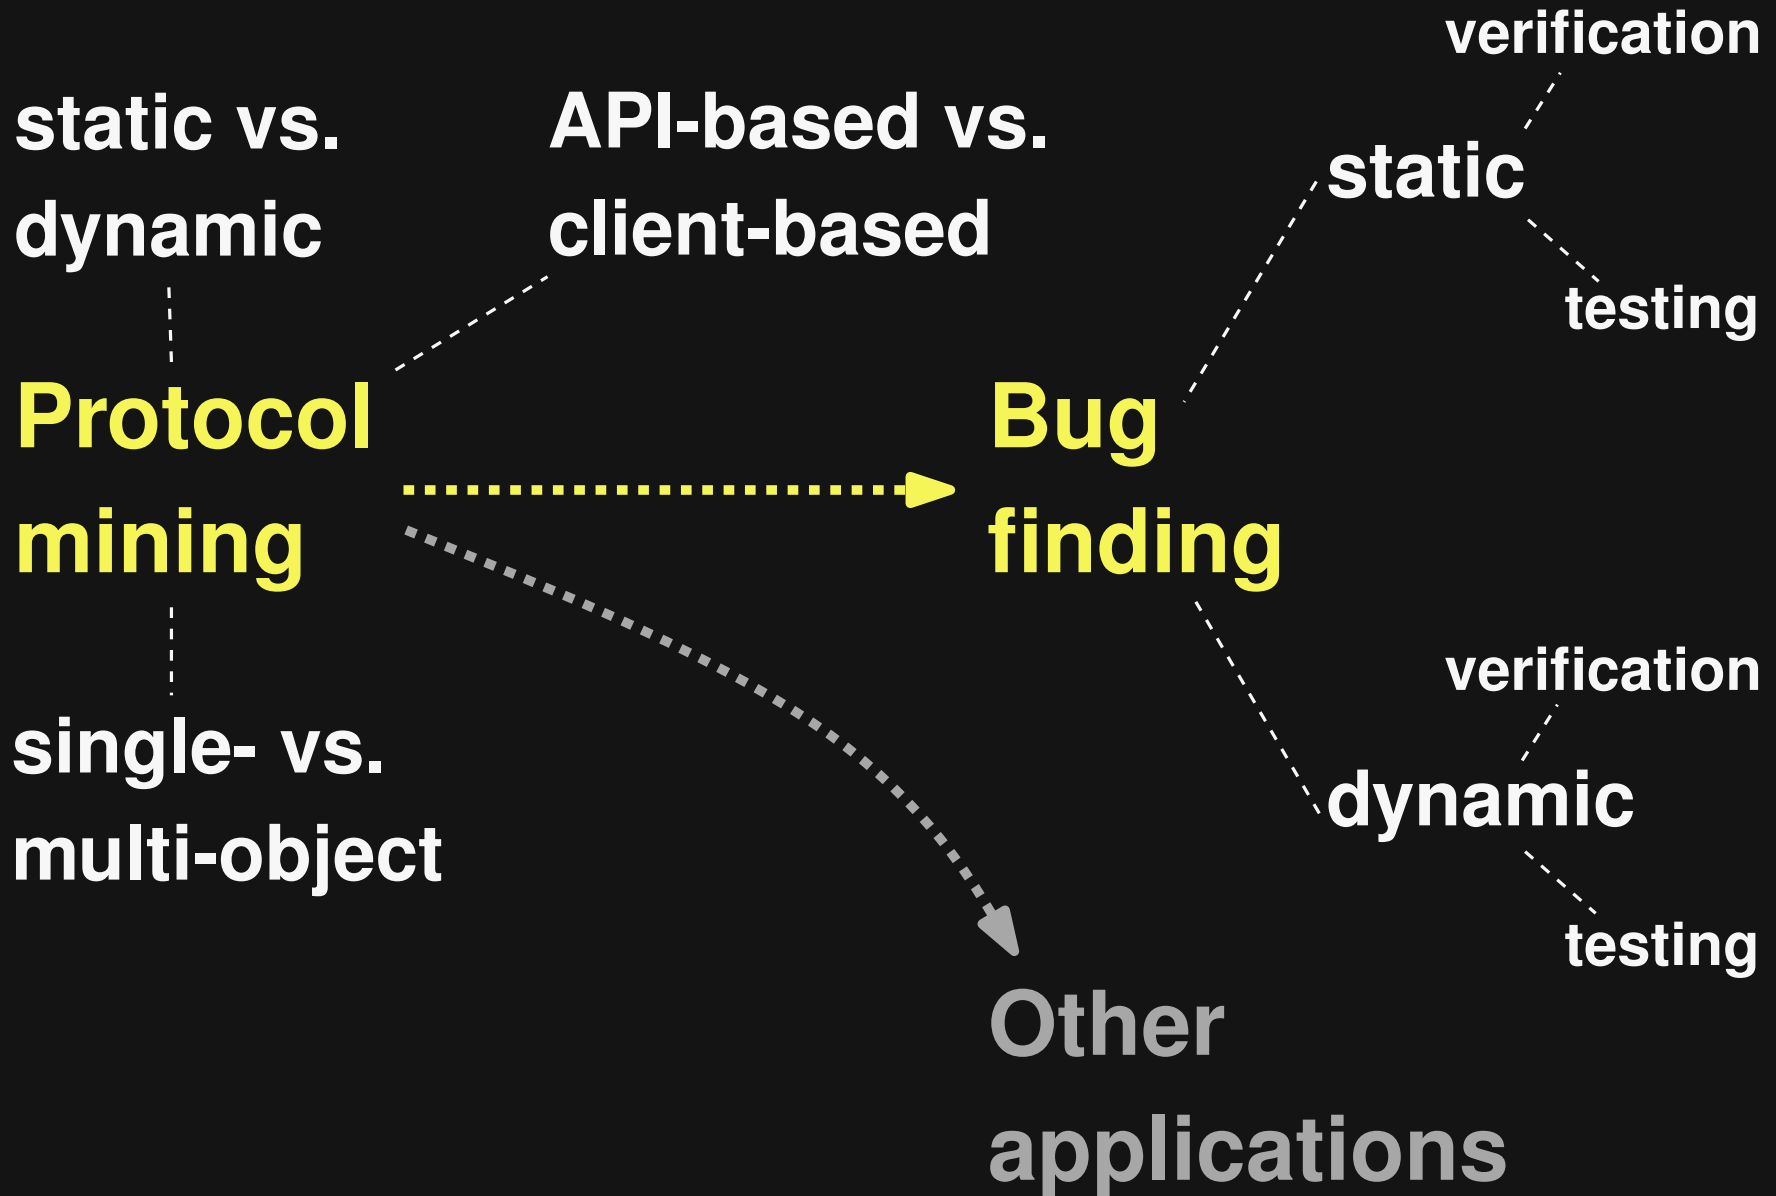 verification
static vs.
dynamic
API-based vs.
client-based
static
testing
Protocol
mining
Bug
finding
verification
single- vs.
multi-object
dynamic
testing
Other
applications